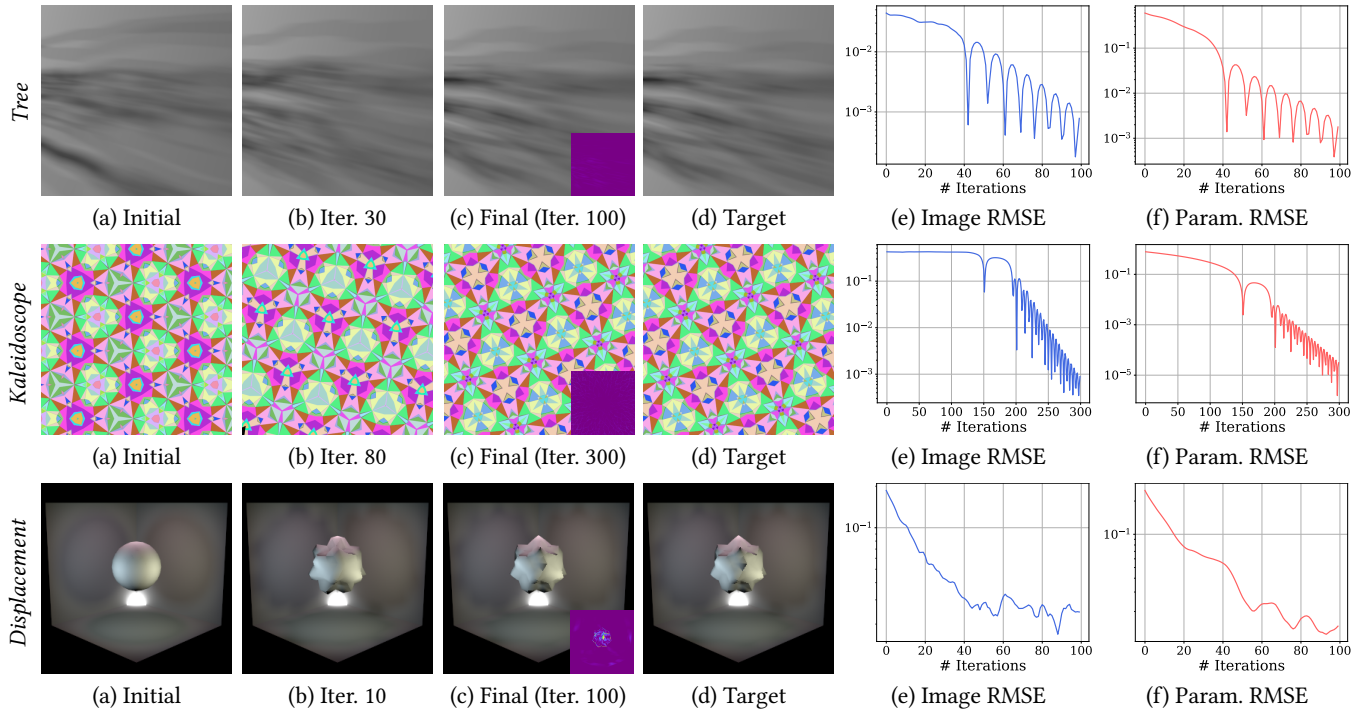 Tree
10⁻²
10⁻³
0 20 40 60 80 100
# Iterations
10⁻¹
10⁻²
10⁻³
0 20 40 60 80 100
# Iterations
(a) Initial
(b) Iter. 30
(c) Final (Iter. 100)
(d) Target
(e) Image RMSE
(f) Param. RMSE
Kaleidoscope
10⁻¹
10⁻²
10⁻³
0 50 100 150 200 250 300
# Iterations
10⁻¹
10⁻³
10⁻⁵
0 50 100 150 200 250 300
# Iterations
(a) Initial
(b) Iter. 80
(c) Final (Iter. 300)
(d) Target
(e) Image RMSE
(f) Param. RMSE
Displacement
10⁻¹
0 20 40 60 80 100
# Iterations
10⁻¹
0 20 40 60 80 100
# Iterations
(a) Initial
(b) Iter. 10
(c) Final (Iter. 100)
(d) Target
(e) Image RMSE
(f) Param. RMSE